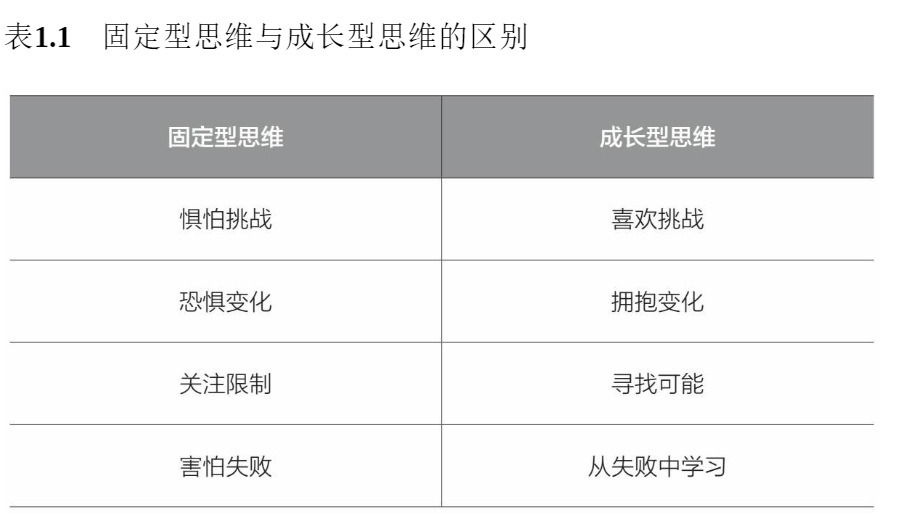 表1.1 固定型思维与成长型思维的区别
固定型思维 成长型思维
惧怕挑战 喜欢挑战
恐惧变化 拥抱变化
关注限制 寻找可能
害怕失败 从失败中学习